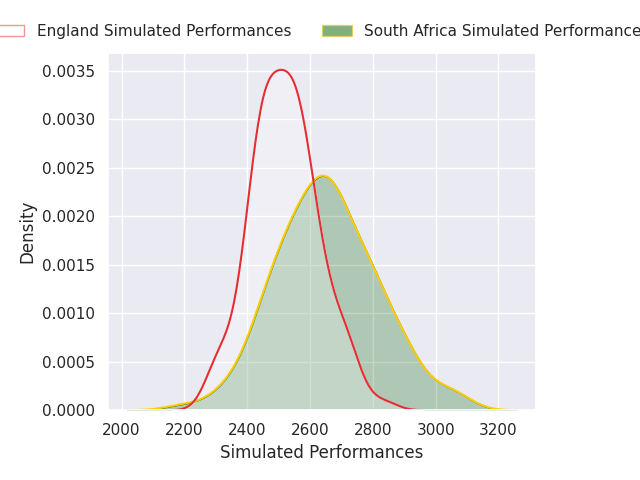 England Simulated Performances
South Africa Simulated Performance
0.0035
0.0030
0.0025
0.0020
0.0015
0.0010
0.0005
0.0000
Density
2000 2200 2400 2600 2800 3000 3200
Simulated Performances